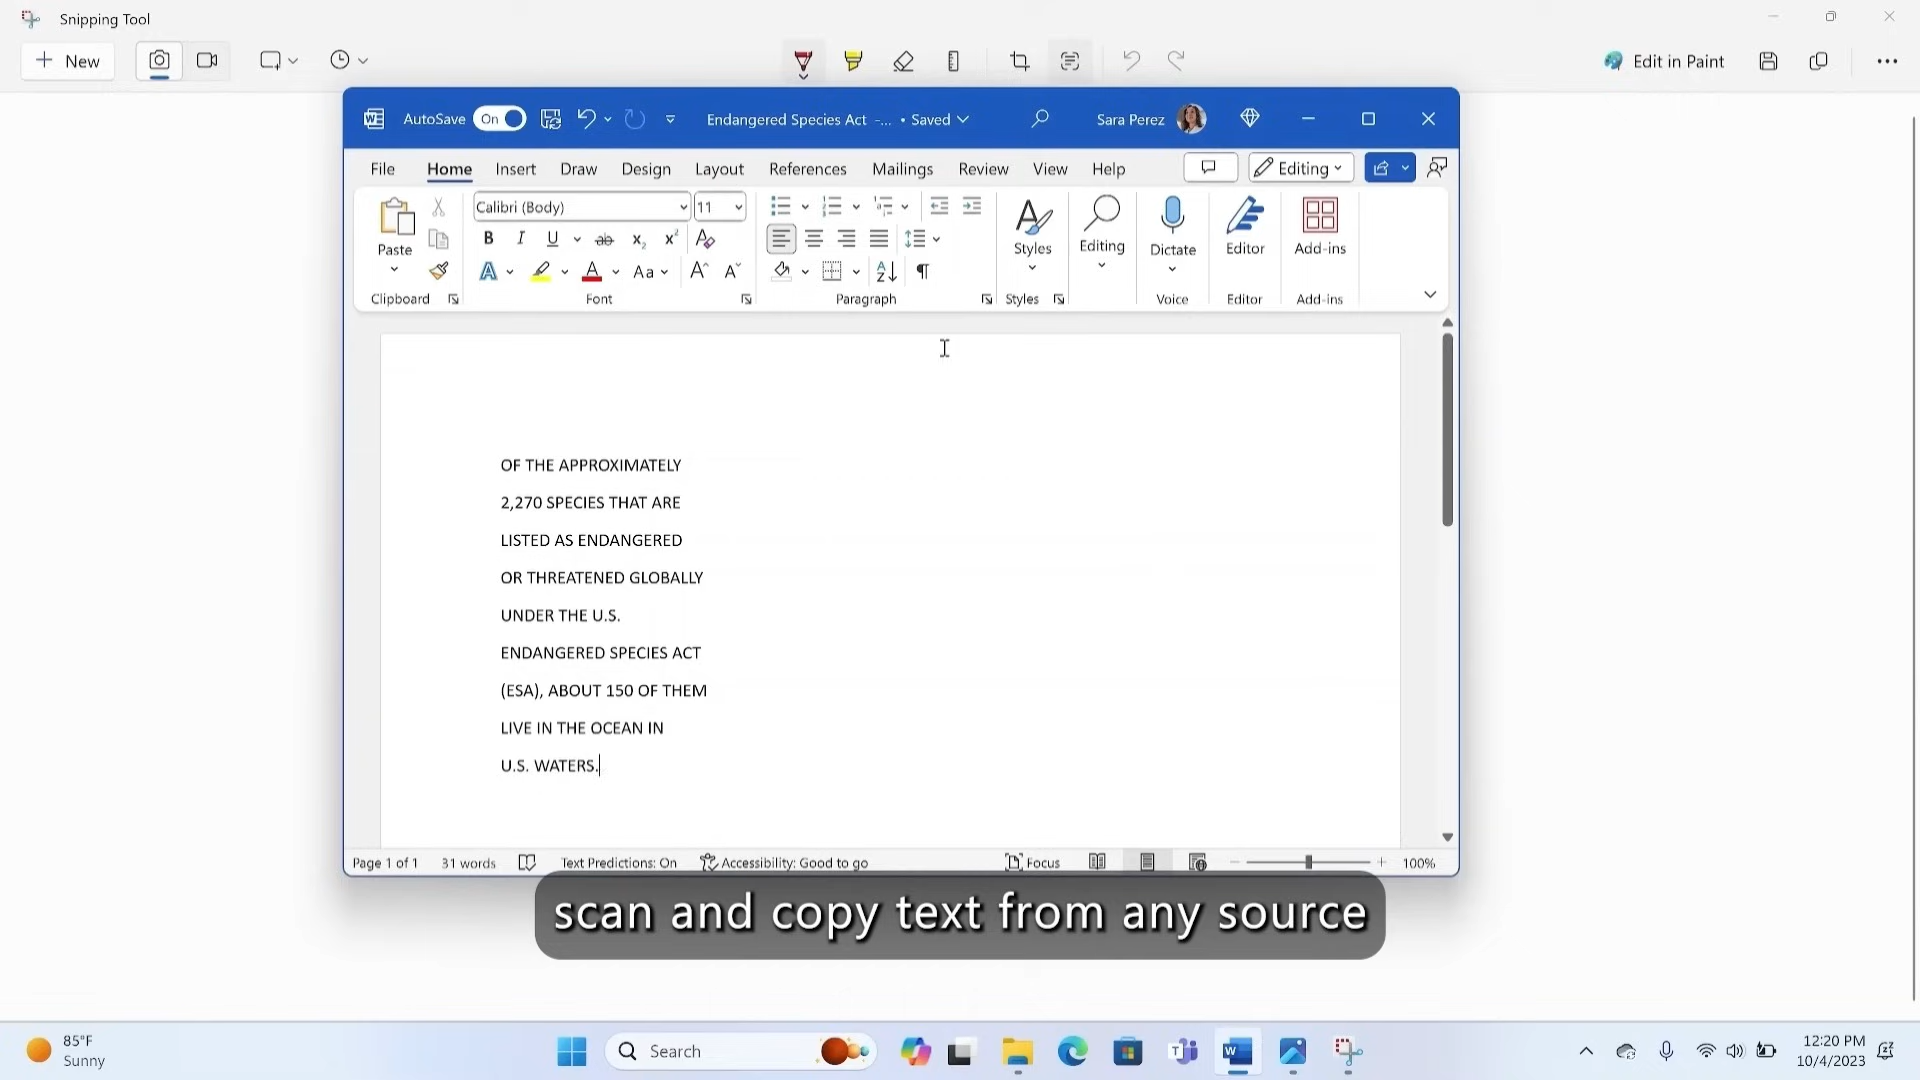 Snipping Tool
New
Edit in Paint
AutoSave On Endangered Species Act -... • Saved Sara Perez
File Home Insert Draw Design Layout References Mailings Review View Help Editing
Calibri (Body) 11
Paste Styles Editing Dictate Editor Add-ins
Clipboard Font Paragraph Styles Voice Editor Add-ins
OF THE APPROXIMATELY
2,270 SPECIES THAT ARE
LISTED AS ENDANGERED
OR THREATENED GLOBALLY
UNDER THE U.S.
ENDANGERED SPECIES ACT
(ESA), ABOUT 150 OF THEM
LIVE IN THE OCEAN IN
U.S. WATERS.
Page 1 of 1 31 words Text Predictions: On Accessibility: Good to go Focus 100%
scan and copy text from any source
85°F
Sunny
Search
12:20 PM
10/4/2023